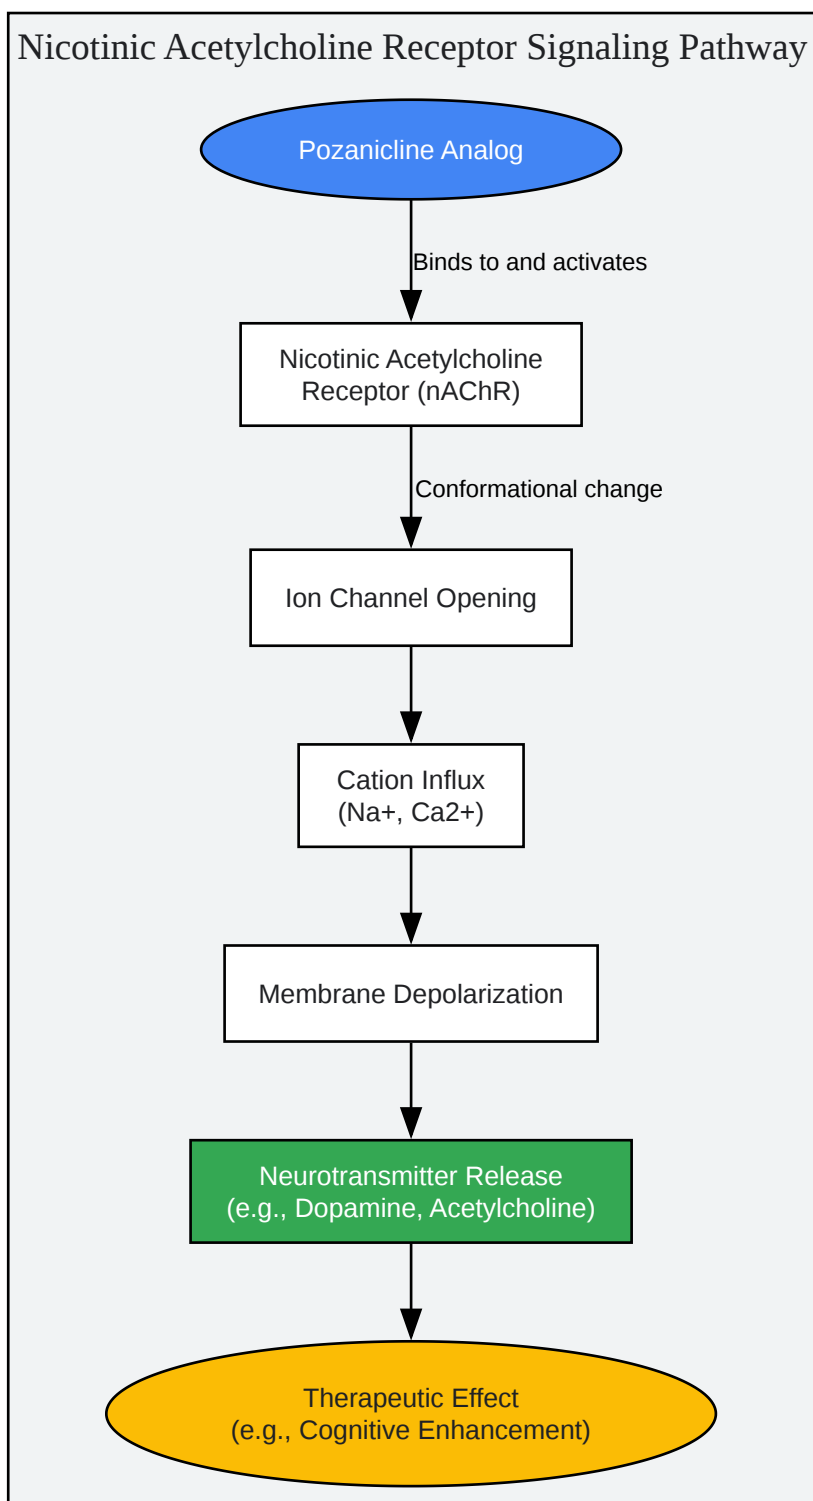 Nicotinic Acetylcholine Receptor Signaling Pathway
Pozanicline Analog
Binds to and activates
Nicotinic Acetylcholine
Receptor (nAChR)
Conformational change
Ion Channel Opening
Cation Influx
(Na+, Ca2+)
Membrane Depolarization
Neurotransmitter Release
(e.g., Dopamine, Acetylcholine)
Therapeutic Effect
(e.g., Cognitive Enhancement)